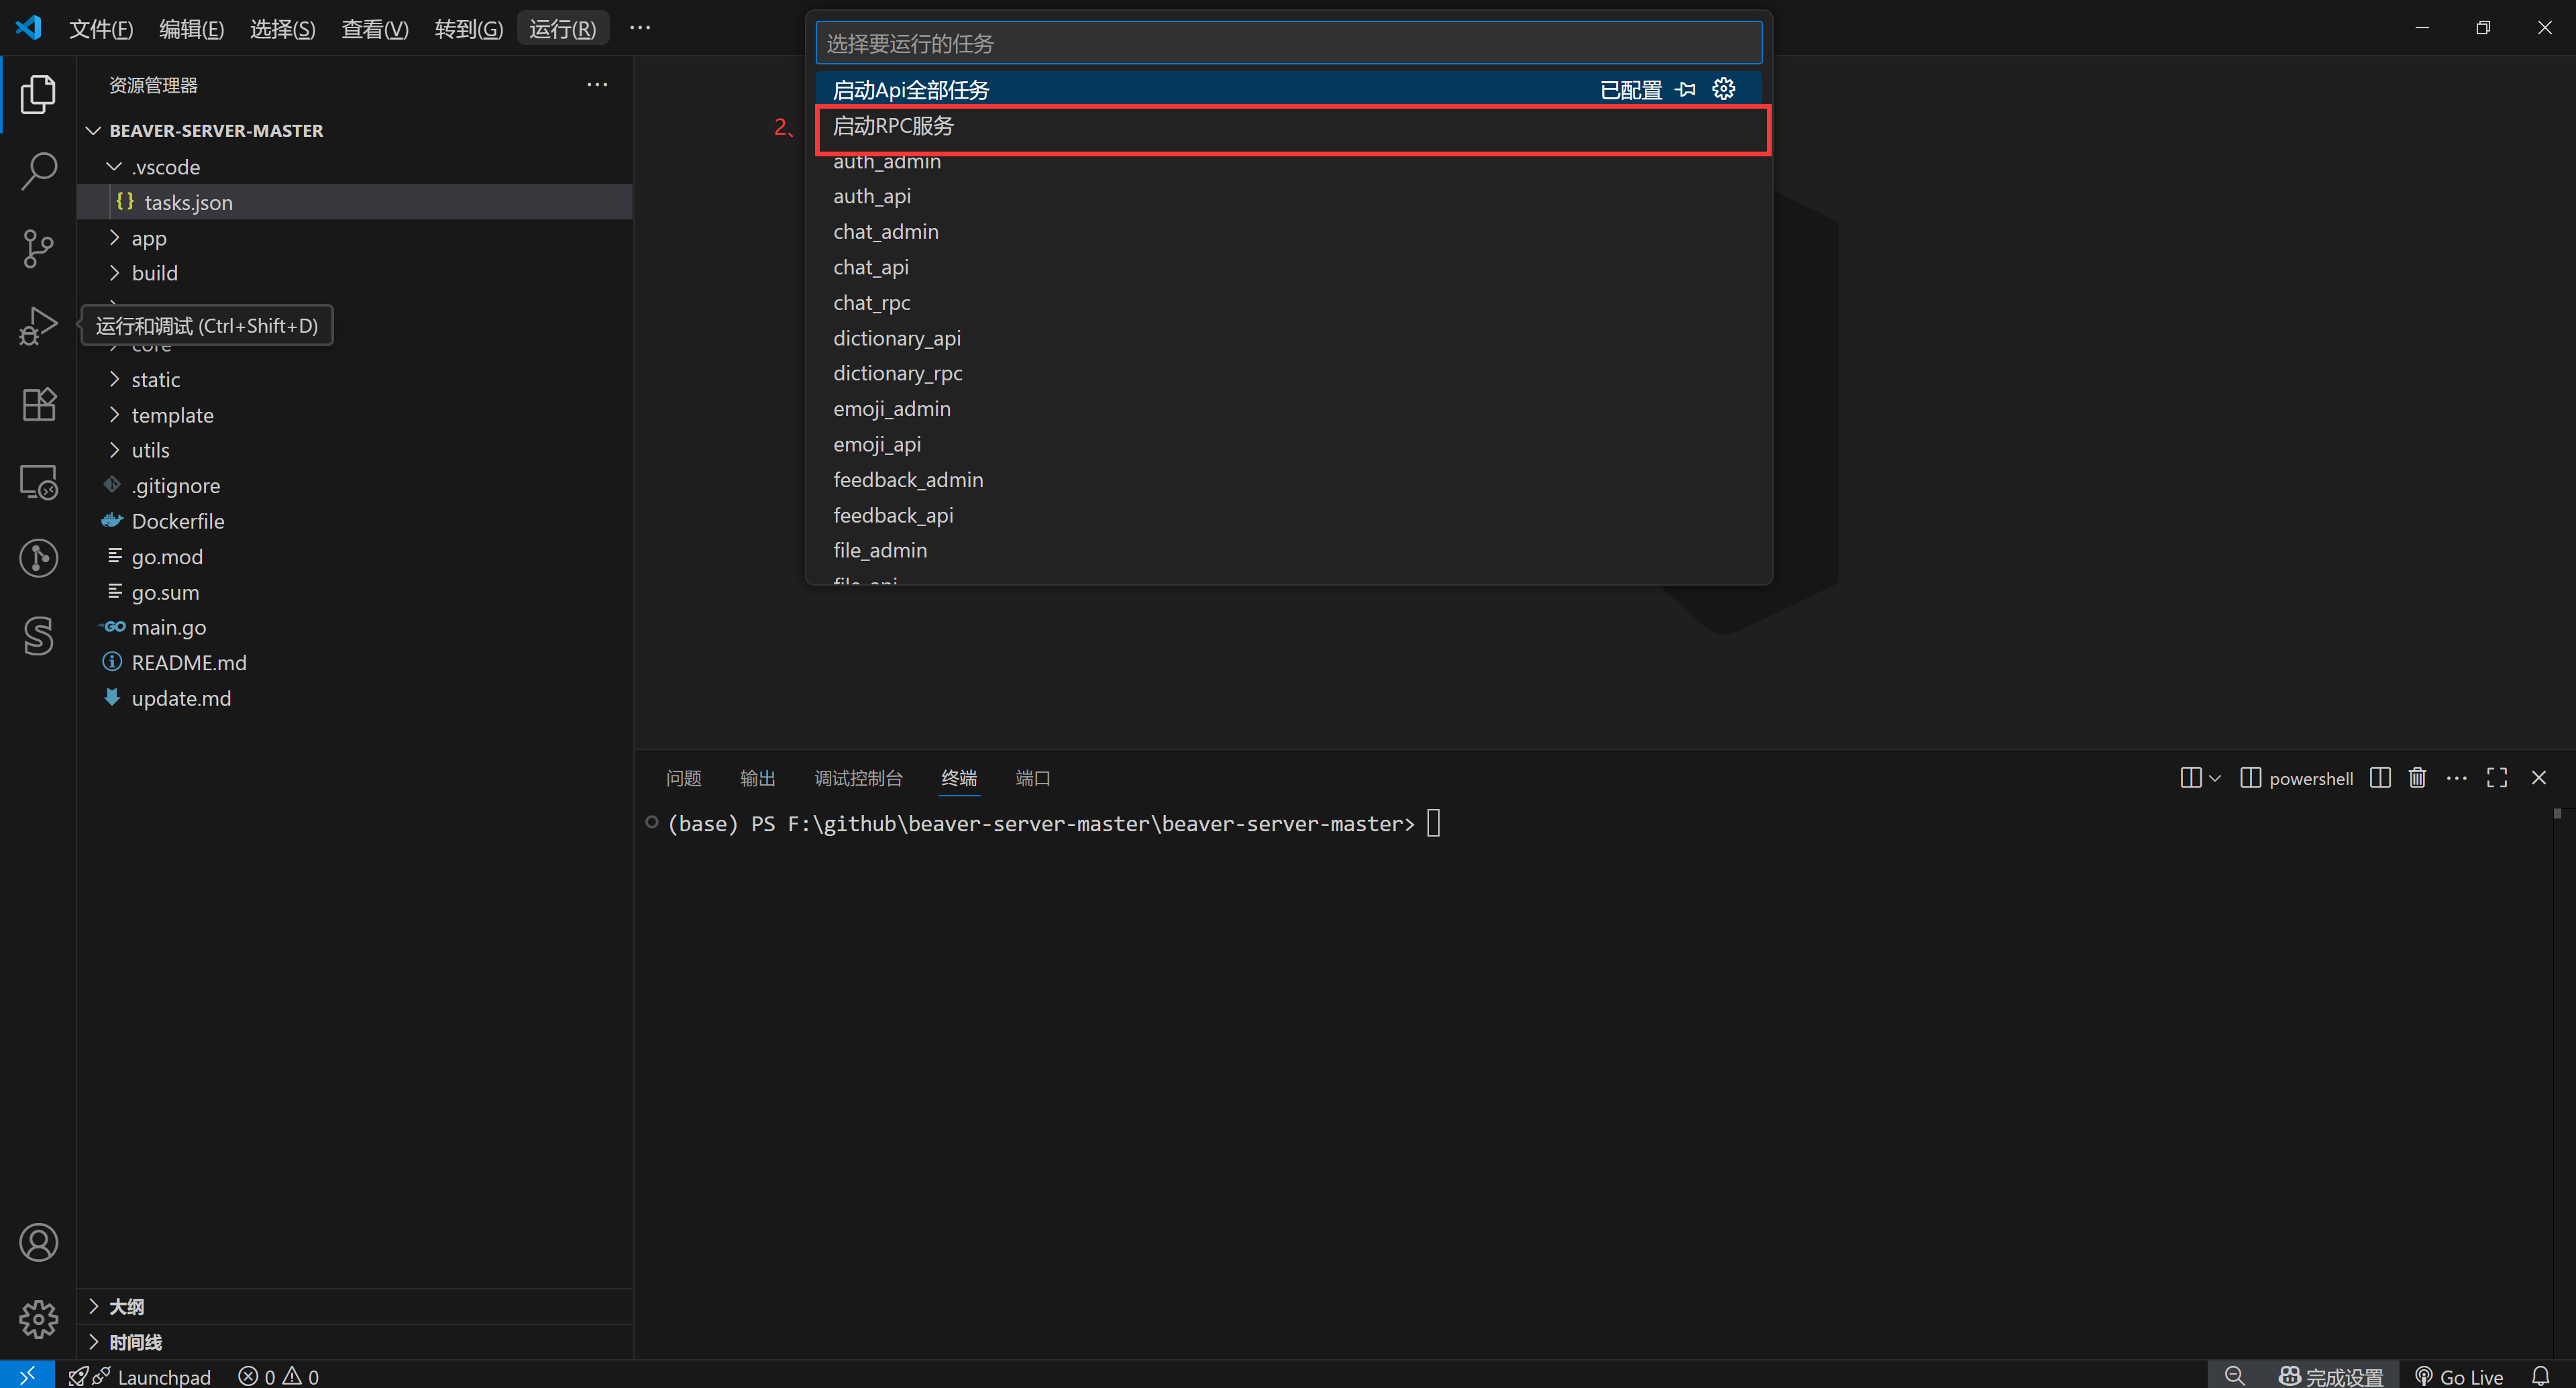 文件(F) 编辑(E) 选择(S) 查看(V) 转到(G) 运行(R) ···
选择要运行的任务
启动Api全部任务 已配置
2、 启动RPC服务
auth_admin
auth_api
chat_admin
chat_api
chat_rpc
dictionary_api
dictionary_rpc
emoji_admin
emoji_api
feedback_admin
feedback_api
file_admin
file_api
资源管理器
BEAVER-SERVER-MASTER
.vscode
{} tasks.json
app
build
运行和调试 (Ctrl+Shift+D)
core
static
template
utils
.gitignore
Dockerfile
go.mod
go.sum
GO main.go
README.md
update.md
大纲
时间线
问题 输出 调试控制台 终端 端口 powershell
(base) PS F:\github\beaver-server-master\beaver-server-master>
Launchpad 0 0 完成设置 Go Live